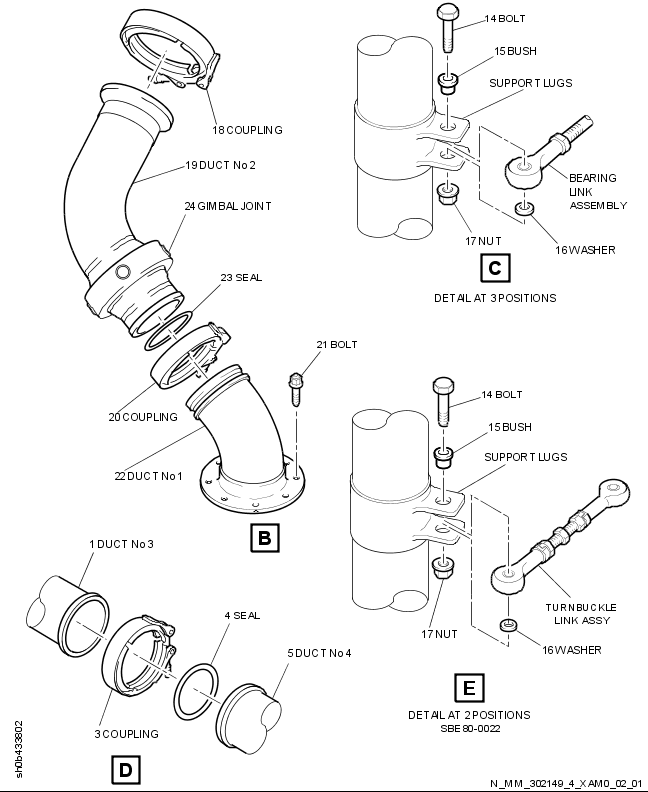 18 COUPLING
19 DUCT No 2
24 GIMBAL JOINT
23 SEAL
21 BOLT
20 COUPLING
22 DUCT No 1
B
14 BOLT
15 BUSH
SUPPORT LUGS
BEARING
LINK
ASSEMBLY
16 WASHER
17 NUT
C
DETAIL AT 3 POSITIONS
14 BOLT
15 BUSH
SUPPORT LUGS
TURNBUCKLE
LINK ASSY
16 WASHER
17 NUT
E
DETAIL AT 2 POSITIONS
SBE 80-0022
1 DUCT No 3
4 SEAL
5 DUCT No 4
3 COUPLING
D
sh0b433802
N_MM_302149_4_XAM0_02_01